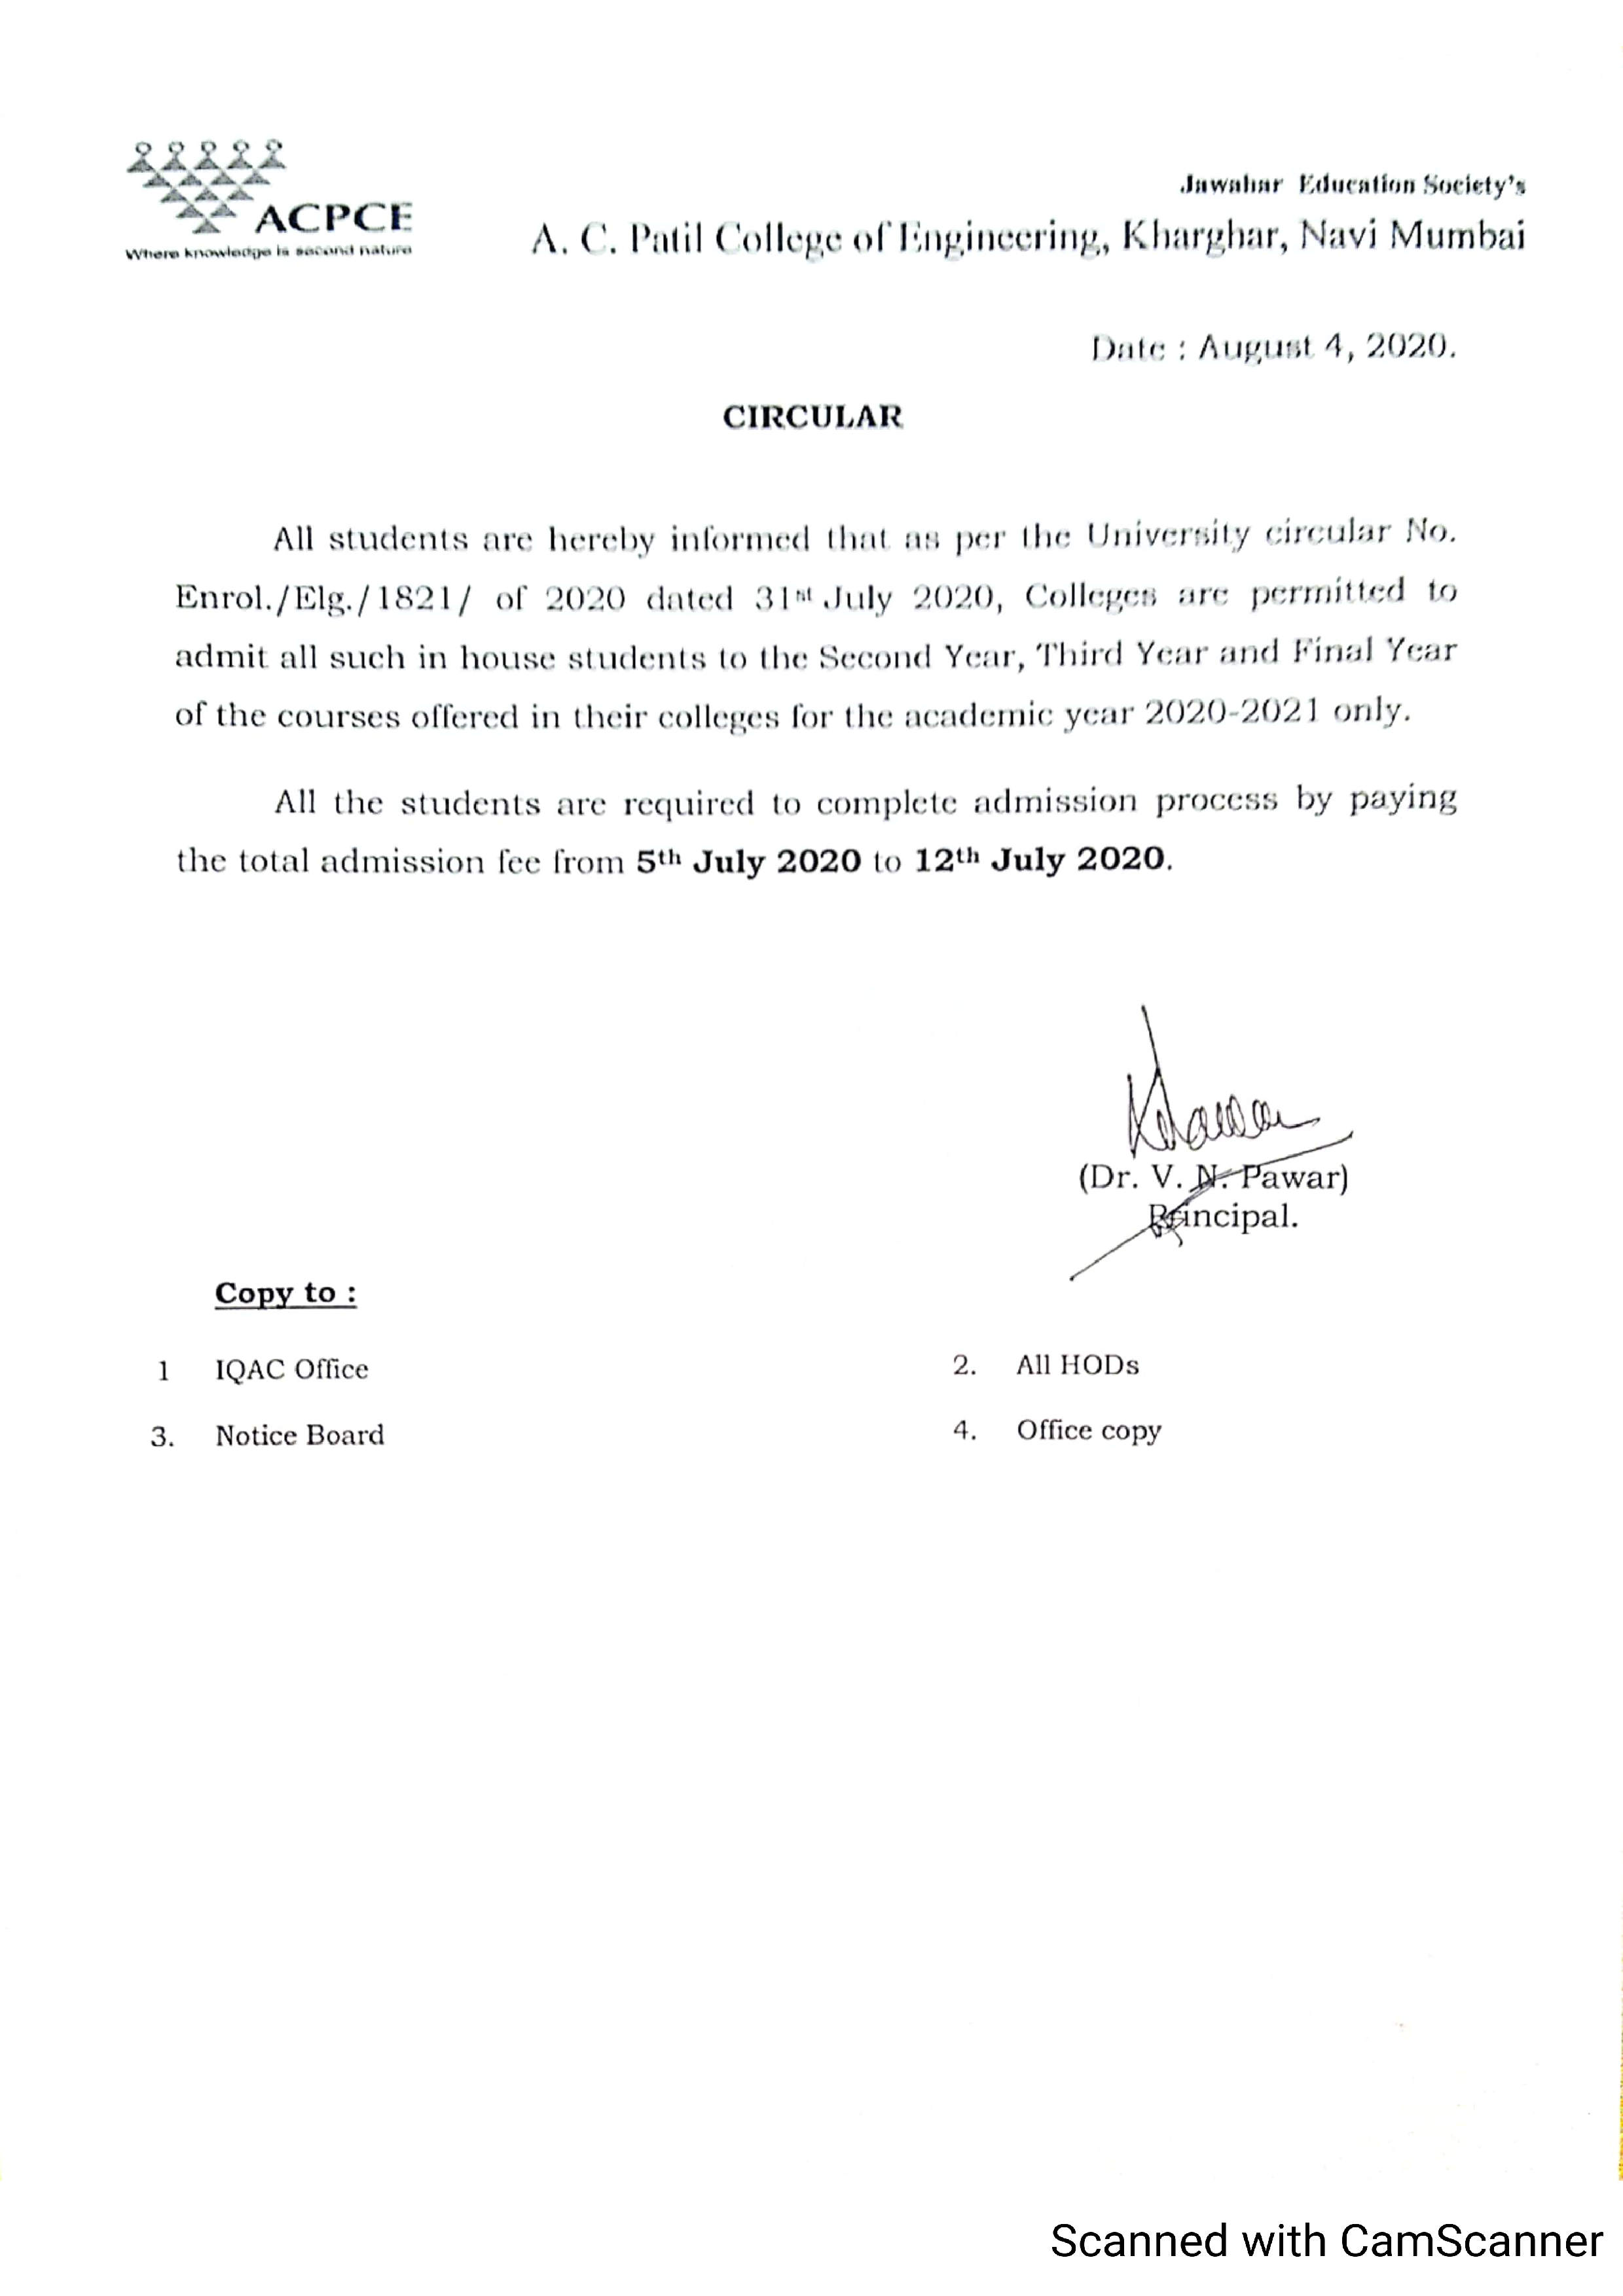 ACPCE
Where knowledge is second nature
Jawahar Education Society's
A. C. Patil College of Engineering, Kharghar, Navi Mumbai
Date : August 4, 2020.
CIRCULAR
All students are hereby informed that as per the University circular No.
Enrol./Elg./1821/ of 2020 dated 31st July 2020, Colleges are permitted to
admit all such in house students to the Second Year, Third Year and Final Year
of the courses offered in their colleges for the academic year 2020-2021 only.
All the students are required to complete admission process by paying
the total admission fee from 5th July 2020 to 12th July 2020.
(Dr. V. N. Pawar)
Principal.
Copy to :
1 IQAC Office
2. All HODs
3. Notice Board
4. Office copy
Scanned with CamScanner